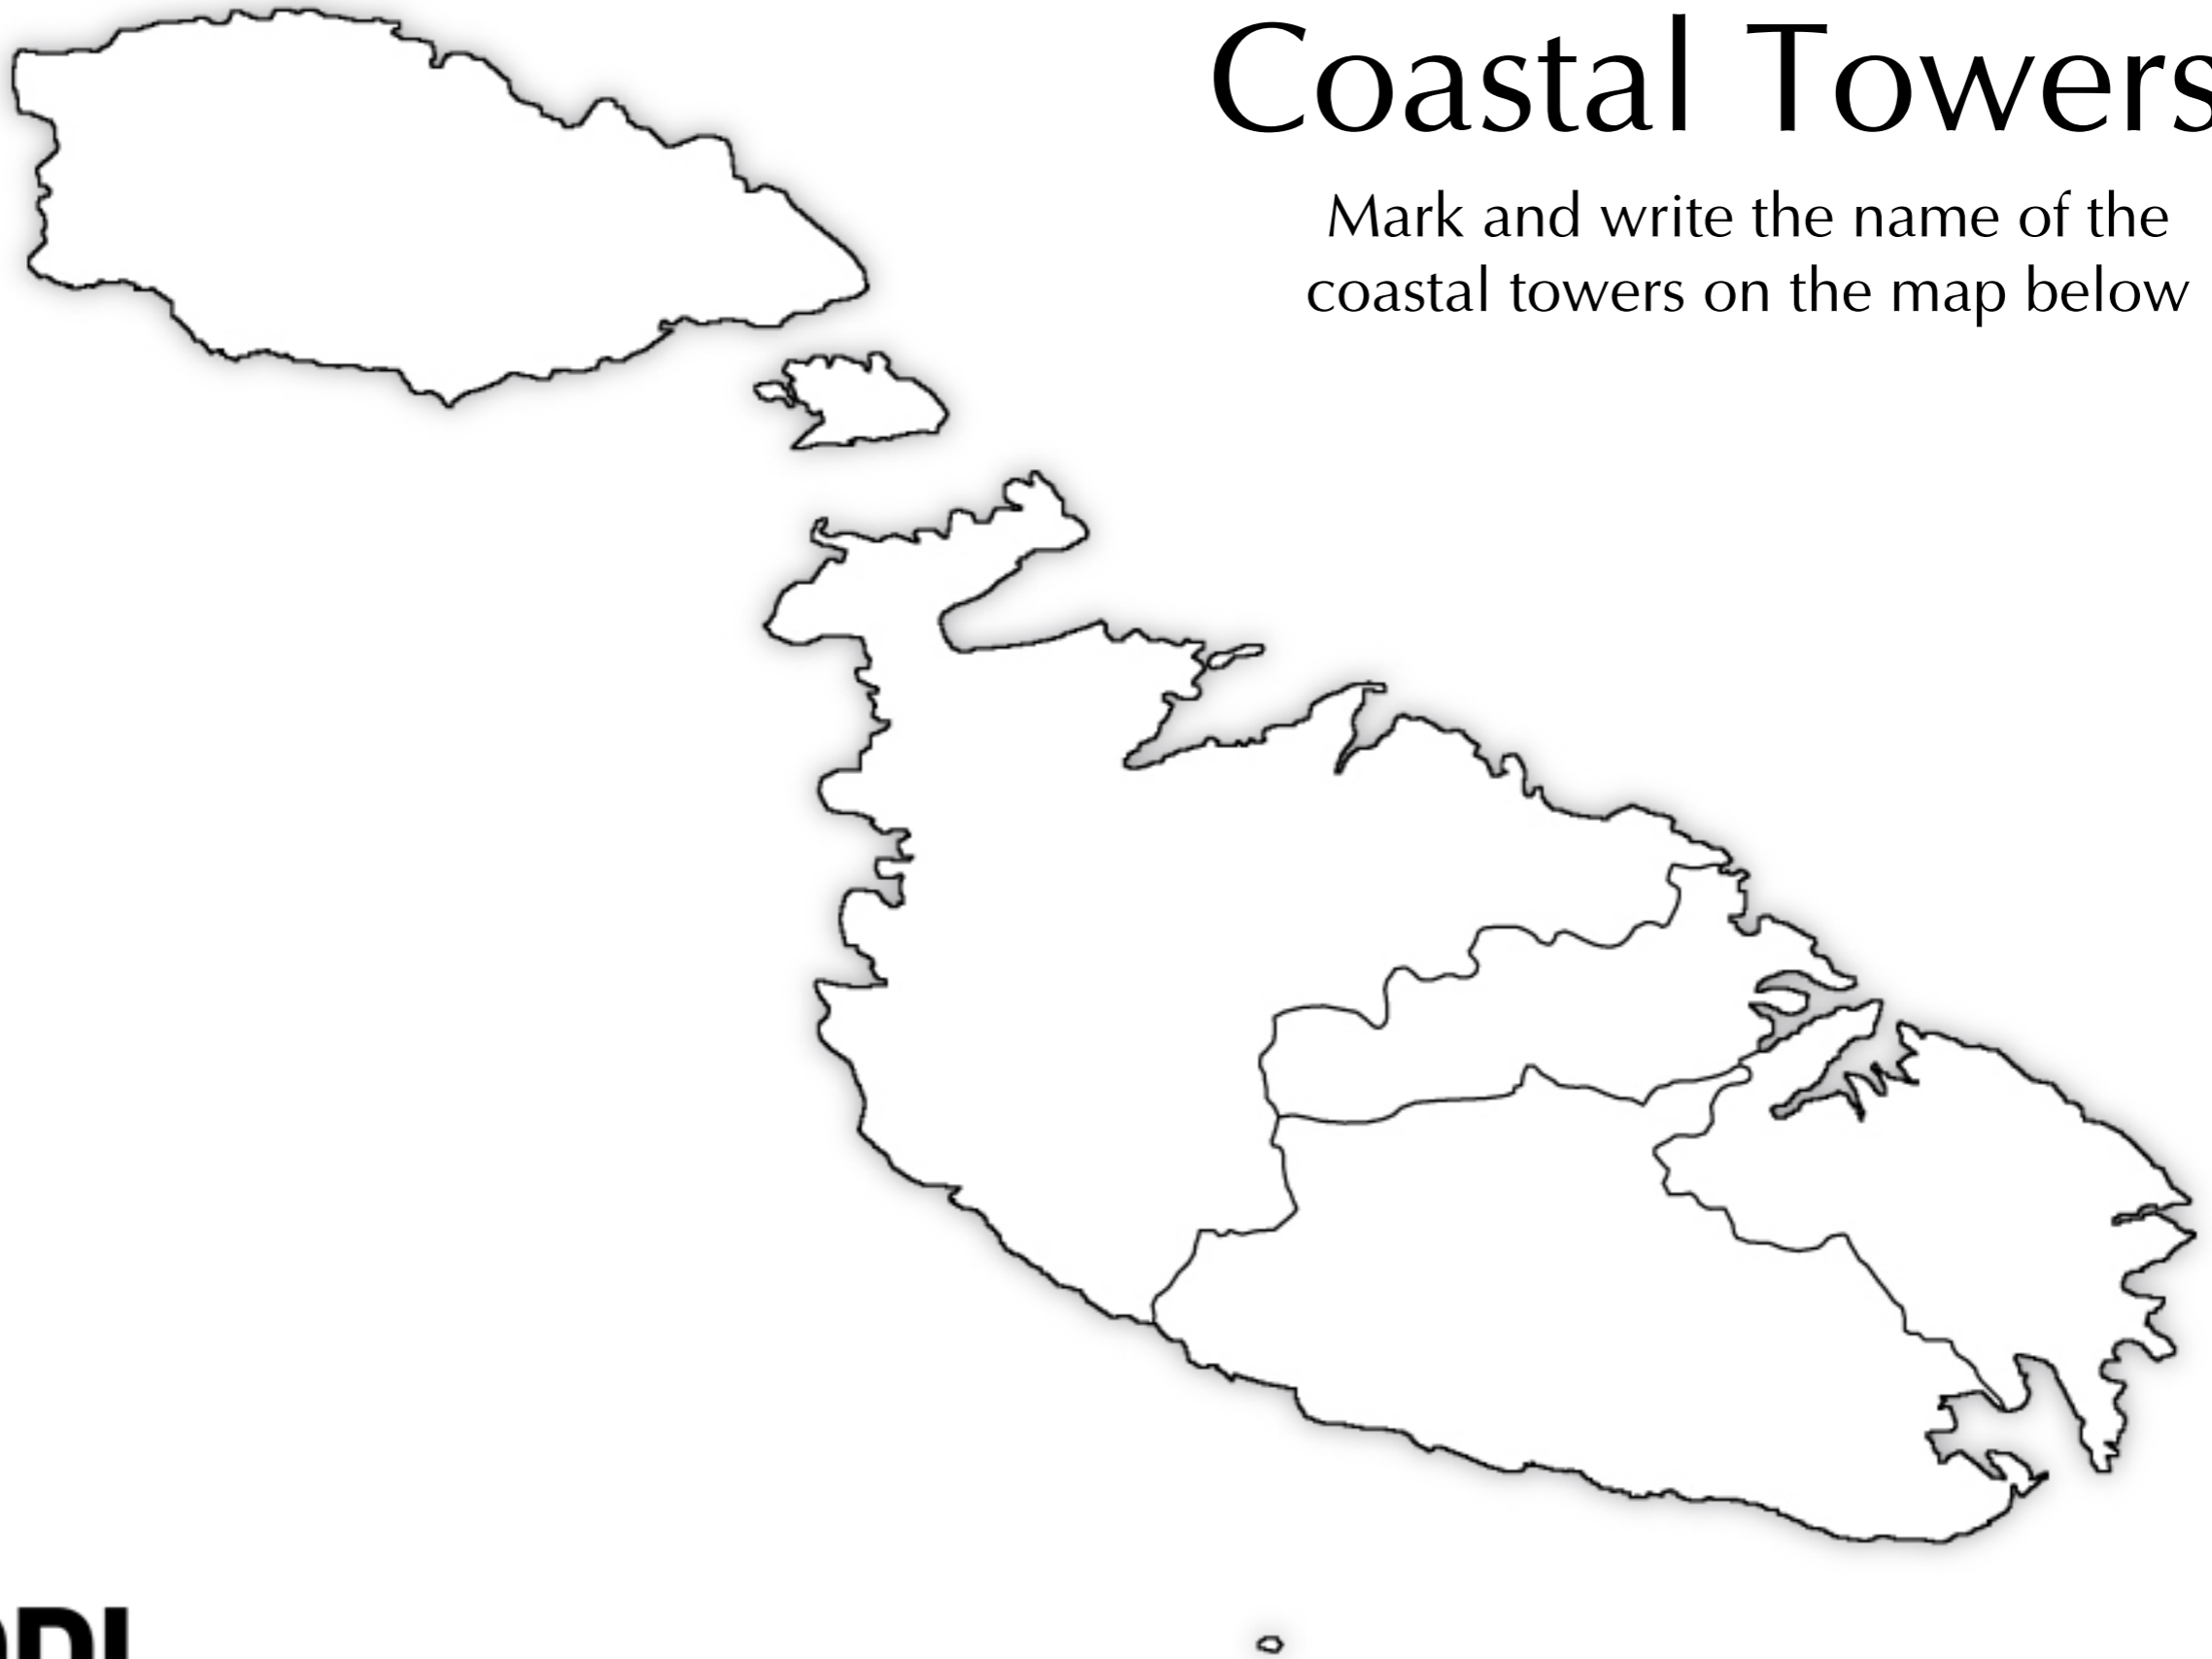 Coastal Towers
Mark and write the name of the
coastal towers on the map below